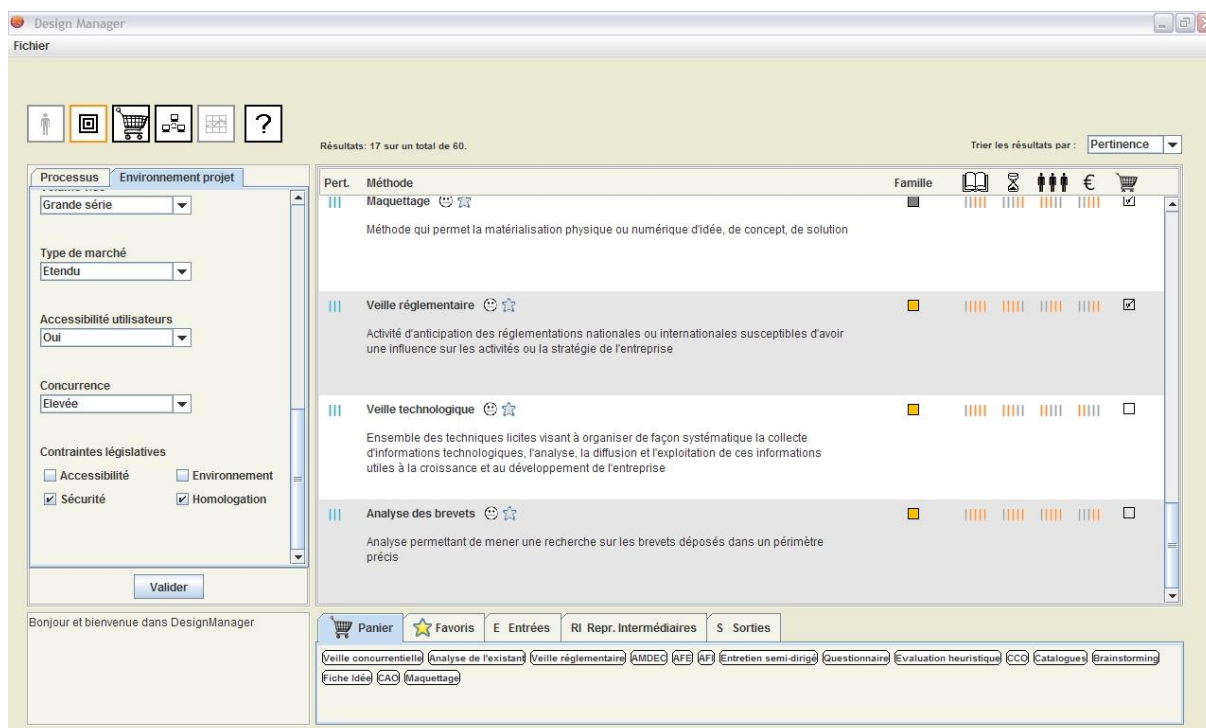 Design Manager
Fichier
?
Résultats: 17 sur un total de 60.
Trier les résultats par : Pertinence
Processus Environnement projet
Grande série
Type de marché
Etendu
Accessibilité utilisateurs
Oui
Concurrence
Elevée
Contraintes législatives
Accessibilité Environnement
Sécurité Homologation
Valider
Bonjour et bienvenue dans DesignManager
Pert. Méthode Famille €
Maquettage
Méthode qui permet la matérialisation physique ou numérique d'idée, de concept, de solution
Veille réglementaire
Activité d'anticipation des réglementations nationales ou internationales susceptibles d'avoir
une influence sur les activités ou la stratégie de l'entreprise
Veille technologique
Ensemble des techniques licites visant à organiser de façon systématique la collecte
d'informations technologiques, l'analyse, la diffusion et l'exploitation de ces informations
utiles à la croissance et au développement de l'entreprise
Analyse des brevets
Analyse permettant de mener une recherche sur les brevets déposés dans un périmètre
précis
Panier Favoris E Entrées RI Repr. Intermédiaires S Sorties
Veille concurrentielle Analyse de l'existant Veille réglementaire AMDEC AFE AFI Entretien semi-dirigé Questionnaire Evaluation heuristique CCO Catalogues Brainstorming
Fiche Idée CAO Maquettage